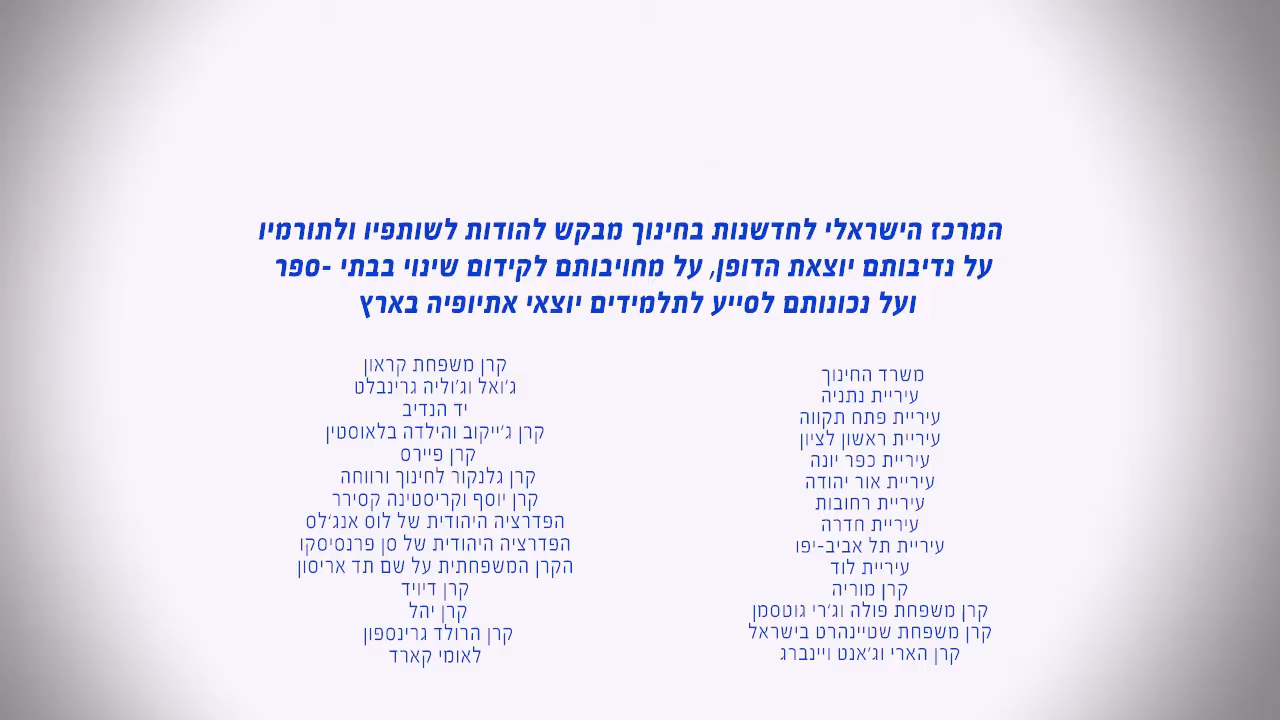 המרכז הישראלי לחדשנות בחינוך מבקש להודות לשותפיו ולתורמיו
על נדיבותם יוצאת הדופן, על מחויבותם לקידום שינוי בבתי -ספר
ועל נכונותם לסייע לתלמידים יוצאי אתיופיה בארץ
משרד החינוך
עיריית נתניה
עיריית פתח תקווה
עיריית ראשון לציון
עיריית כפר יונה
עיריית אור יהודה
עיריית רחובות
עיריית חדרה
עיריית תל אביב-יפו
עיריית לוד
קרן מוריה
קרן משפחת פולה וג'רי גוטסמן
קרן משפחת שטיינהרט בישראל
קרן הארי וג'אנט ויינברג
קרן משפחת קראון
ג'ואל וג'וליה גרינבלט
יד הנדיב
קרן ג'ייקוב והילדה בלאוסטין
קרן פיירס
קרן גלנקור לחינוך ורווחה
קרן יוסף וקריסטינה קסירר
הפדרציה היהודית של לוס אנג'לס
הפדרציה היהודית של סן פרנסיסקו
הקרן המשפחתית על שם תד אריסון
קרן דיויד
קרן יהל
קרן הרולד גרינספון
לאומי קארד